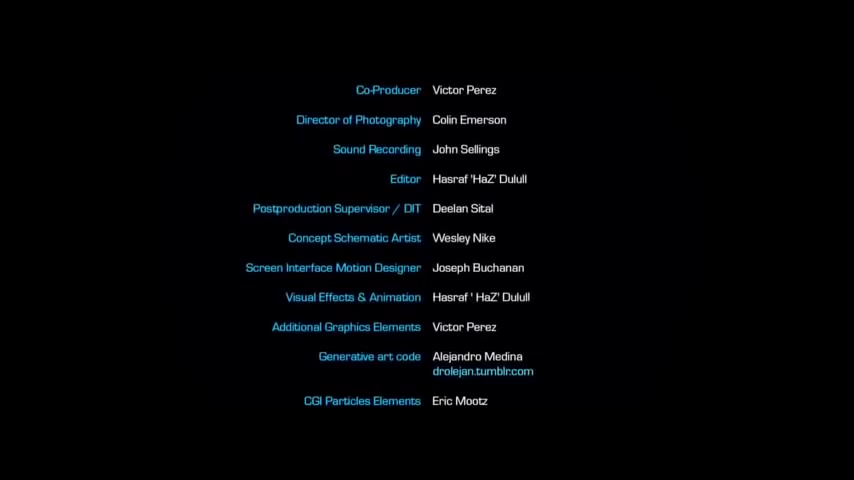 Co-Producer Victor Perez
Director of Photography Colin Emerson
Sound Recording John Sellings
Editor Hasraf 'HaZ' Dulull
Postproduction Supervisor / DIT Deelan Sital
Concept Schematic Artist Wesley Nike
Screen Interface Motion Designer Joseph Buchanan
Visual Effects & Animation Hasraf ' HaZ' Dulull
Additional Graphics Elements Victor Perez
Generative art code Alejandro Medina
drolejan.tumblr.com
CGI Particles Elements Eric Mootz